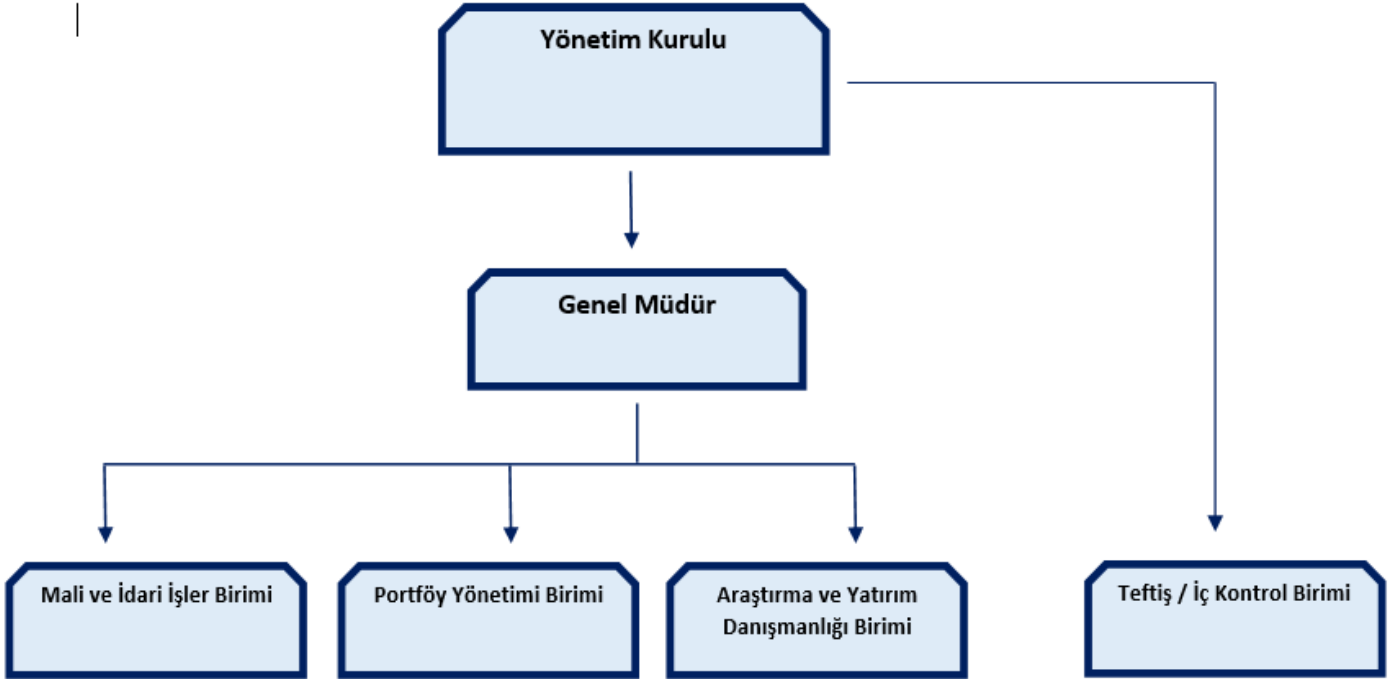 Yönetim Kurulu
Genel Müdür
Mali ve İdari İşler Birimi
Portföy Yönetimi Birimi
Araştırma ve Yatırım
Danışmanlığı Birimi
Teftiş / İç Kontrol Birimi